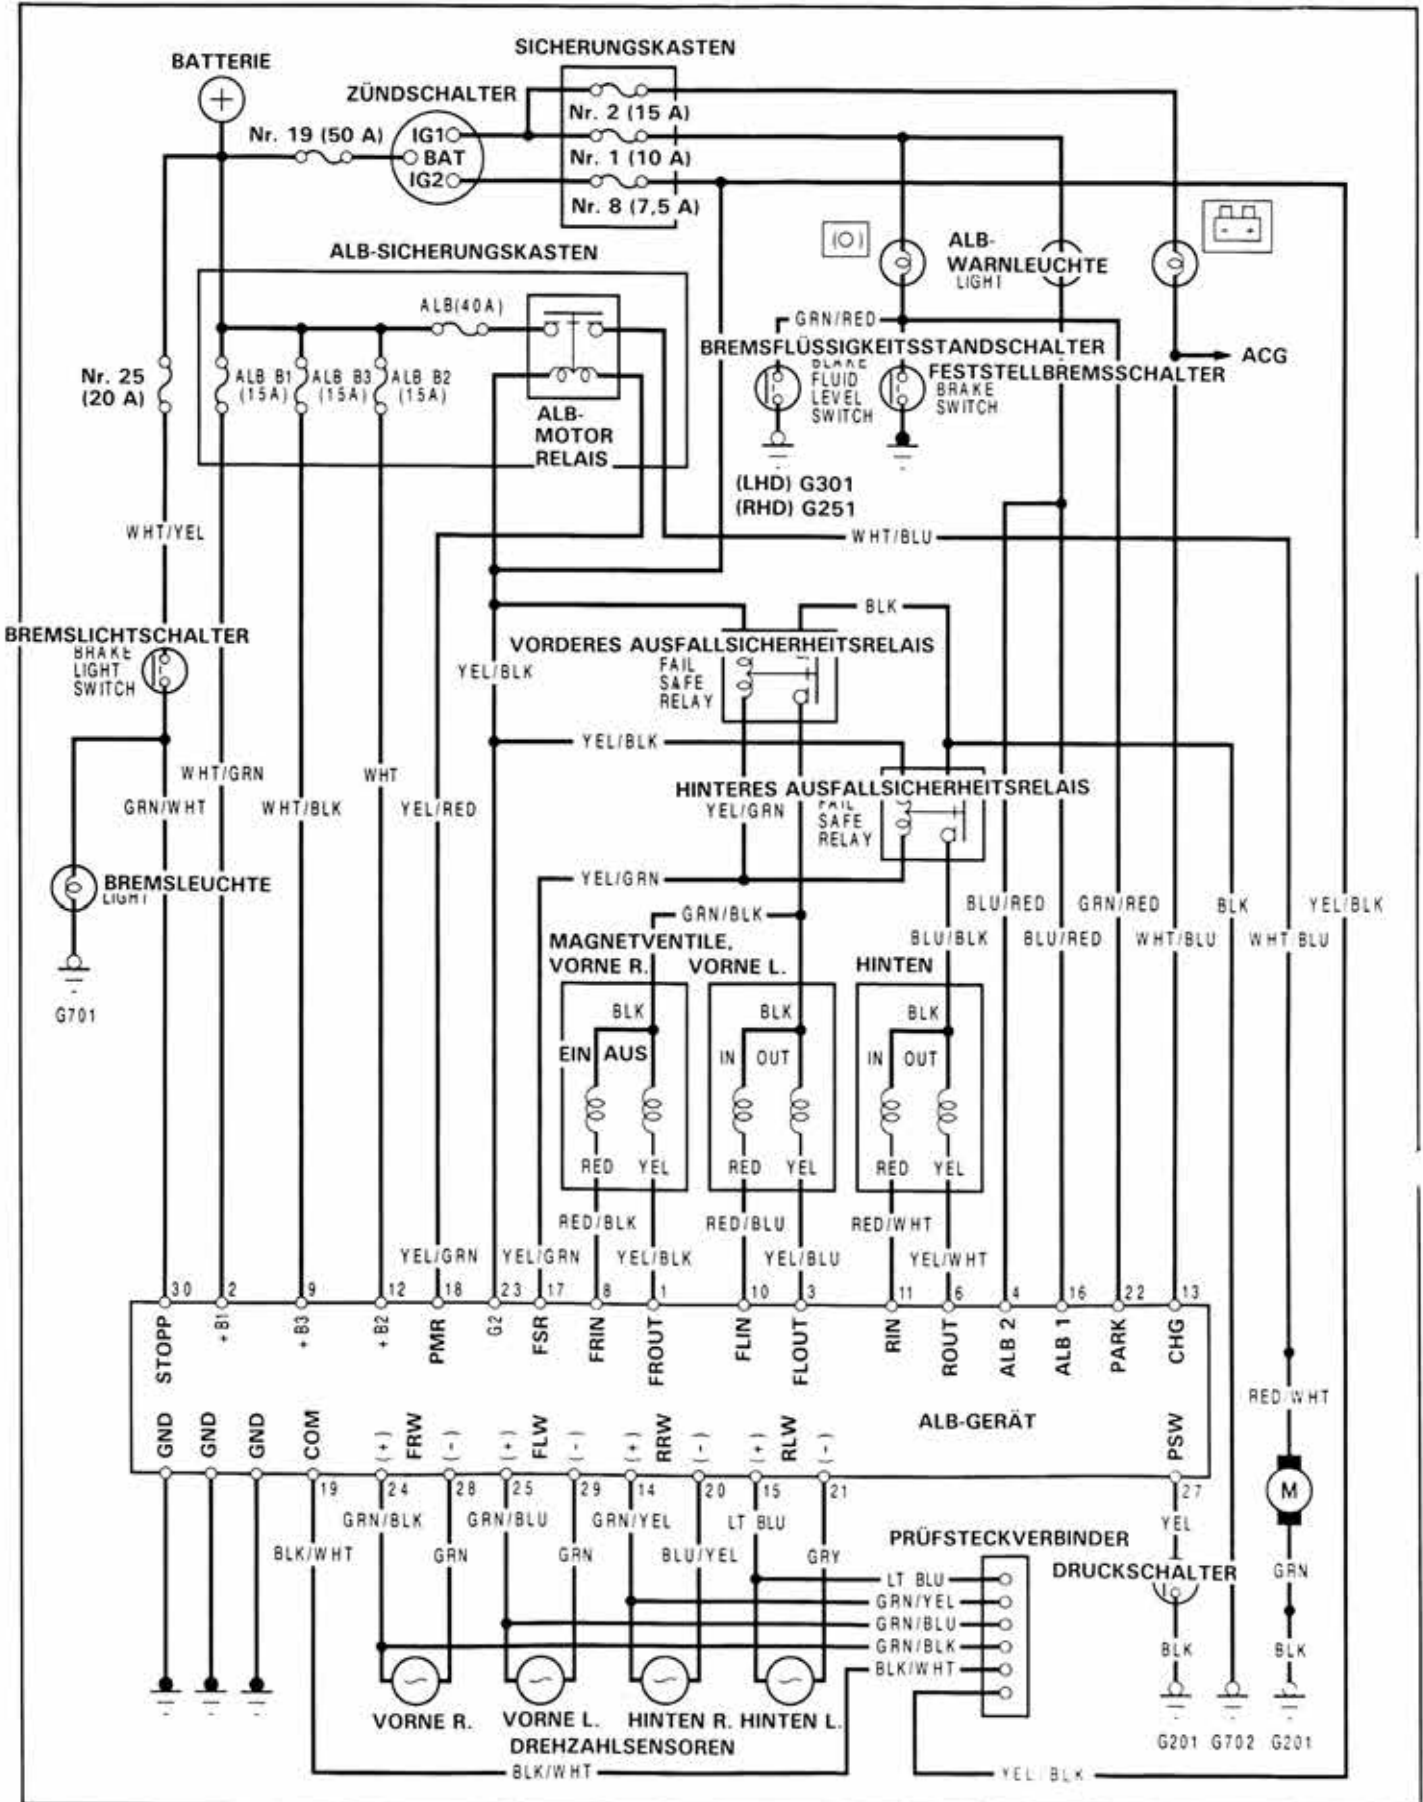 SICHERUNGSKASTEN
BATTERIE
+
ZÜNDSCHALTER
Nr. 2 (15 A)
Nr. 19 (50 A)
IG1
BAT
IG2
Nr. 1 (10 A)
Nr. 8 (7,5 A)
ALB-SICHERUNGSKASTEN
(O)
ALB-
WARNLEUCHTE
LIGHT
- +
ALB(40A)
GRN/RED
BREMSFLÜSSIGKEITSSTANDSCHALTER
ACG
Nr. 25
(20 A)
ALB B1
(15A)
ALB B3
(15A)
ALB B2
(15A)
BRAKE
FLUID
LEVEL
SWITCH
FESTSTELLBREMSSCHALTER
BRAKE
SWITCH
ALB-
MOTOR
RELAIS
(LHD) G301
(RHD) G251
WHT/YEL
WHT/BLU
BLK
BREMSLICHTSCHALTER
BRAKE
LIGHT
SWITCH
VORDERES AUSFALLSICHERHEITSRELAIS
FAIL
SAFE
RELAY
YEL/BLK
YEL/BLK
WHT/GRN
WHT
GRN/WHT
WHT/BLK
YEL/RED
HINTERES AUSFALLSICHERHEITSRELAIS
YEL/GRN
FAIL
SAFE
RELAY
BREMSLEUCHTE
LIGHT
YEL/GRN
GRN/BLK
BLU/RED
GRN/RED
BLK
YEL/BLK
BLU/BLK
BLU/RED
WHT/BLU
WHT BLU
MAGNETVENTILE,
VORNE R.
VORNE L.
HINTEN
G701
BLK
BLK
BLK
EIN AUS
IN OUT
IN OUT
RED YEL
RED YEL
RED YEL
RED/BLK
RED/BLU
RED/WHT
YEL/GRN
YEL/GRN
YEL/BLK
YEL/BLU
YEL/WHT
30 2 9 12 18 23 17 8 1 10 3 11 6 4 16 22 13
STOPP
+B1
+B3
+B2
PMR
G2
FSR
FRIN
FROUT
FLIN
FLOUT
RIN
ROUT
ALB 2
ALB 1
PARK
CHG
RED/WHT
ALB-GERÄT
GND
GND
GND
COM
(+) FRW (-)
(+) FLW (-)
(+) RRW (-)
(+) RLW (-)
PSW
19 24 28 25 29 14 20 15 21 27
M
GRN/BLK
GRN/BLU
GRN/YEL
LT BLU
YEL
BLK/WHT
GRN
GRN
BLU/YEL
GRY
PRÜFSTECKVERBINDER
DRUCKSCHALTER
GRN
LT BLU
GRN/YEL
GRN/BLU
GRN/BLK
BLK/WHT
BLK
BLK
VORNE R.
VORNE L.
HINTEN R.
HINTEN L.
DREHZAHLSENSOREN
G201
G702
G201
BLK/WHT
YEL/BLK